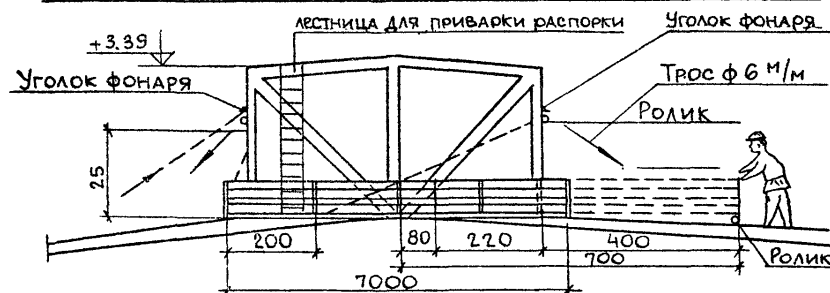 ЛЕСТНИЦА ДЛЯ ПРИВАРКИ РАСПОРКИ
УГОЛОК ФОНАРЯ
+3.39
УГОЛОК ФОНАРЯ
ТРОС ф 6 М/М
РОЛИК
25
200
80
220
400
700
РОЛИК
7000